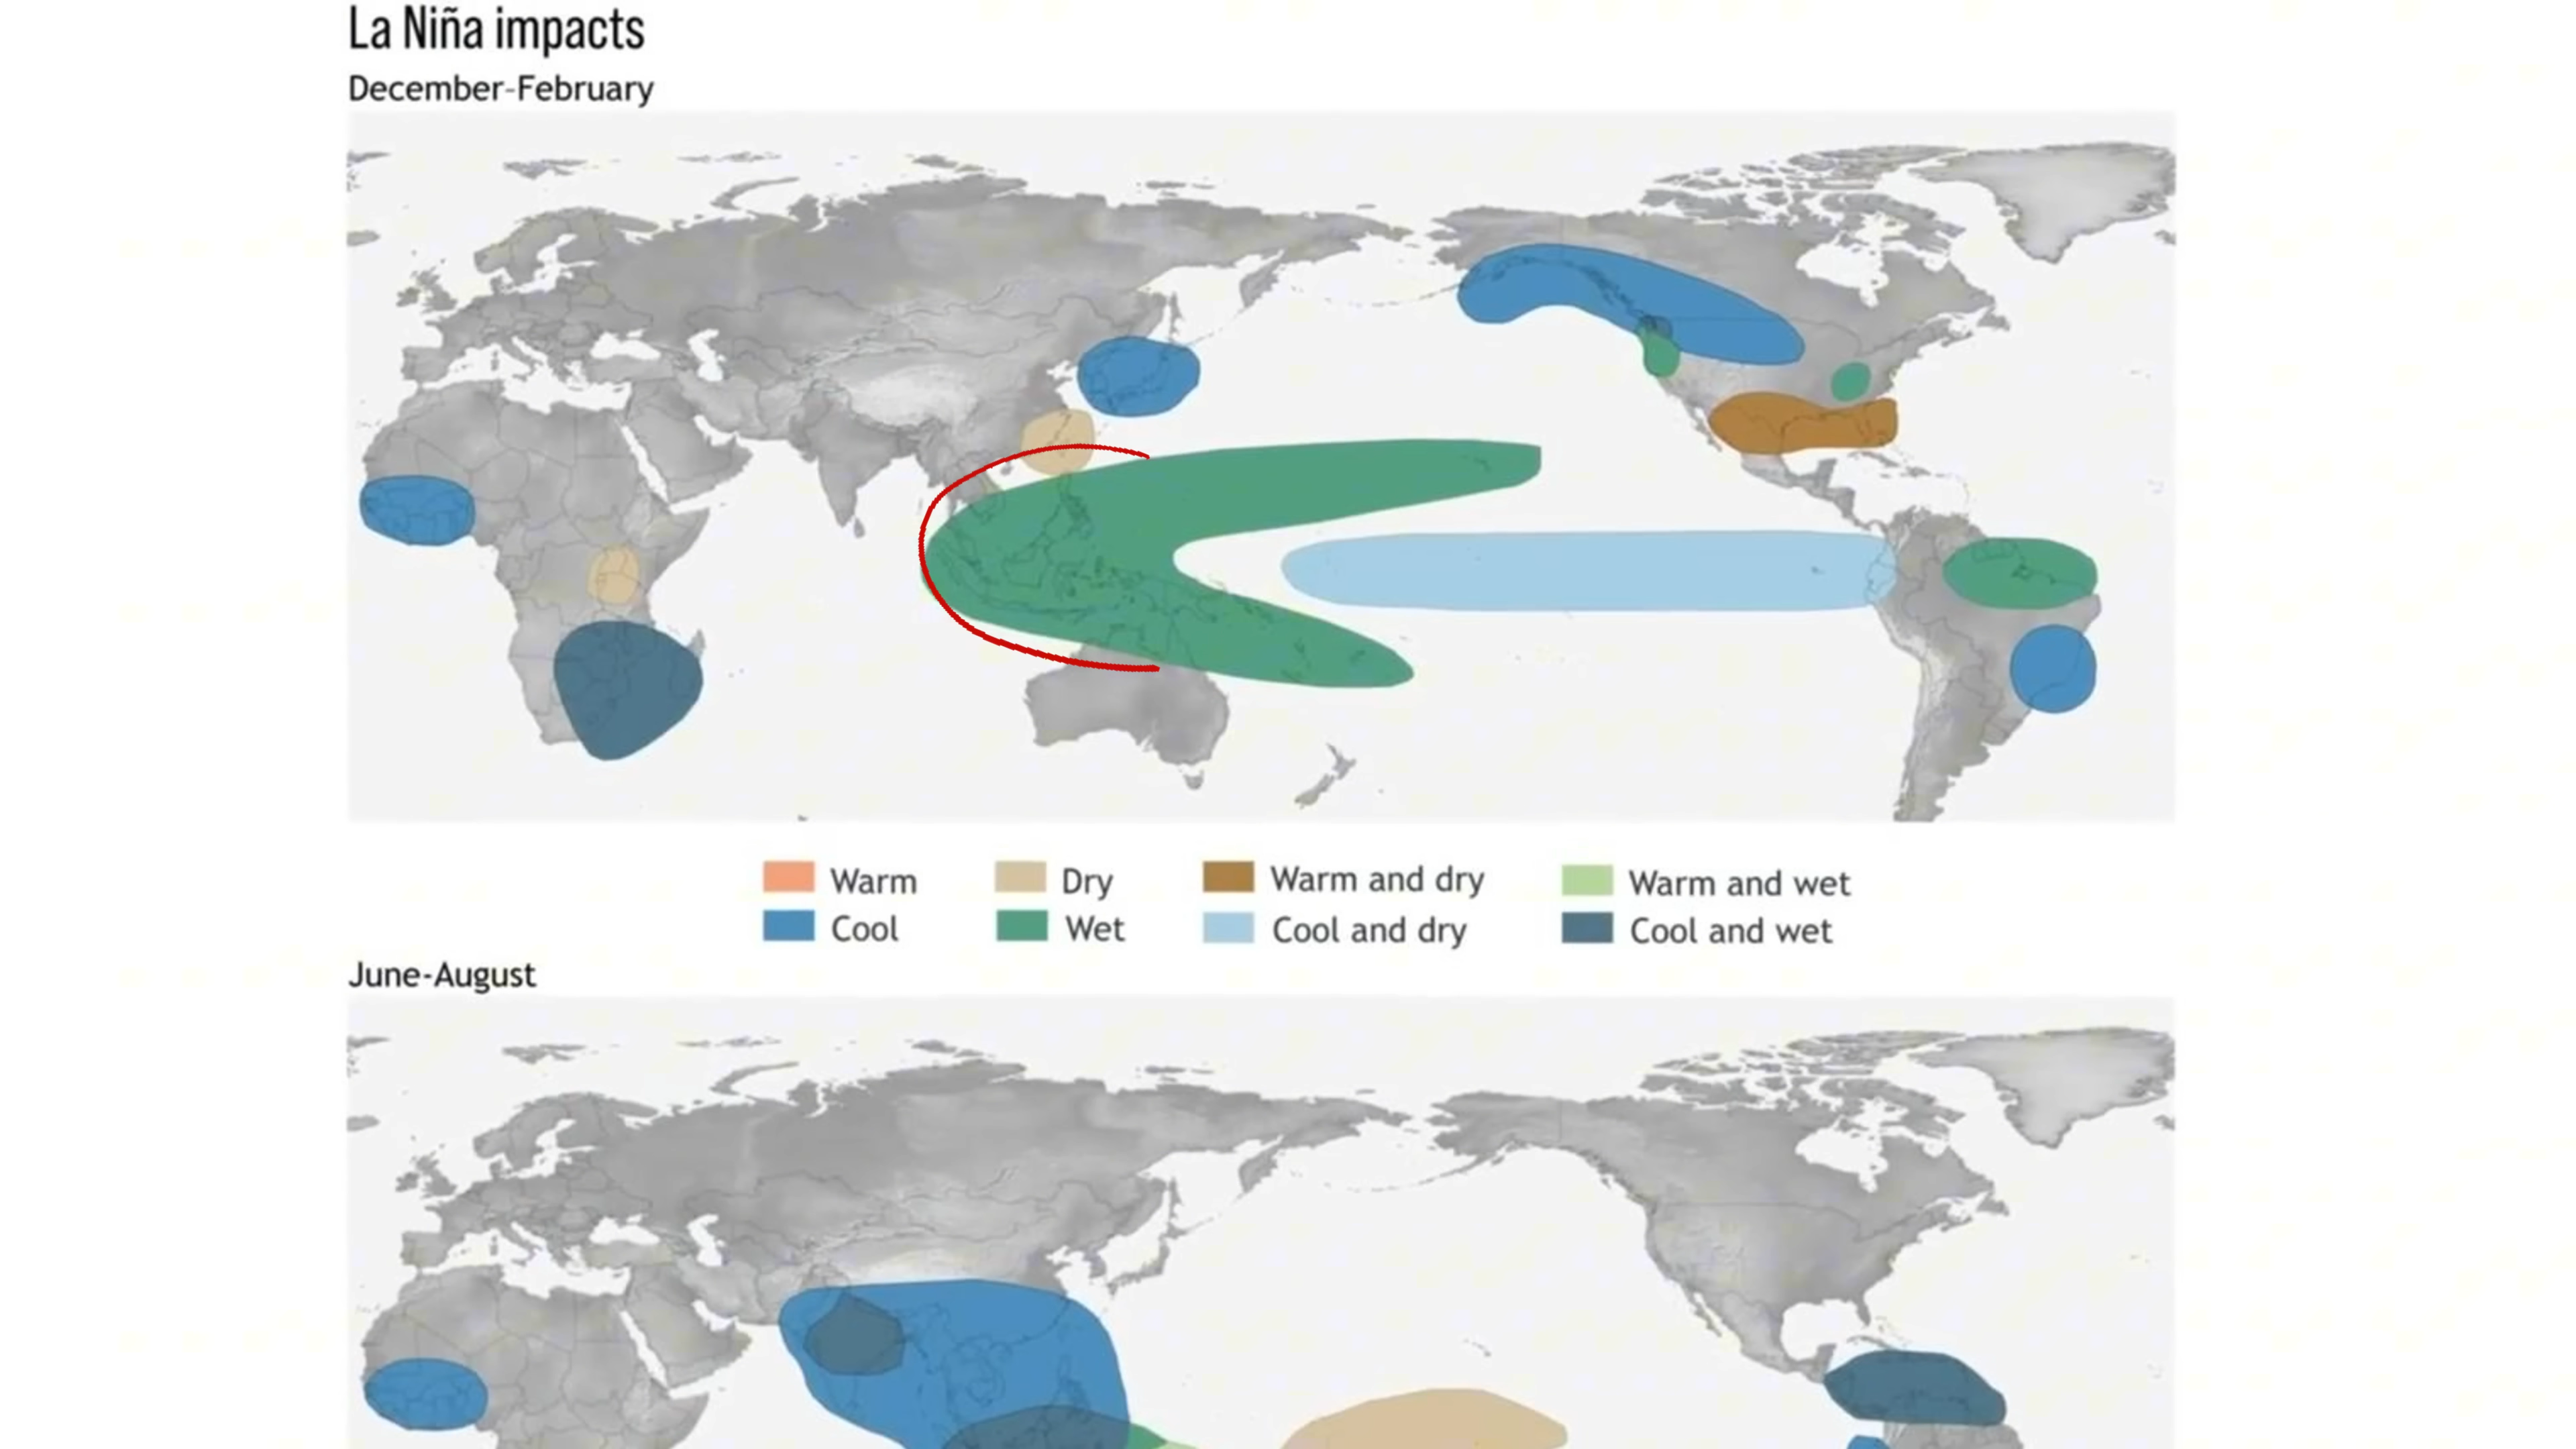 La Niña impacts
December-February
Warm
Dry
Warm and dry
Warm and wet
Cool
Wet
Cool and dry
Cool and wet
June-August